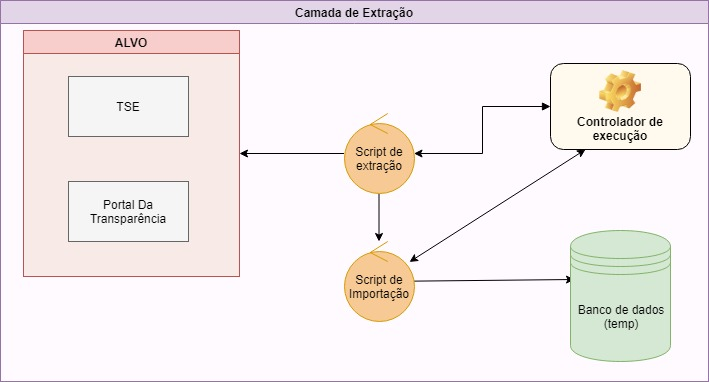 Camada de Extração
ALVO
TSE
Portal Da
Transparência
Script de
extração
Controlador de
execução
Script de
Importação
Banco de dados
(temp)